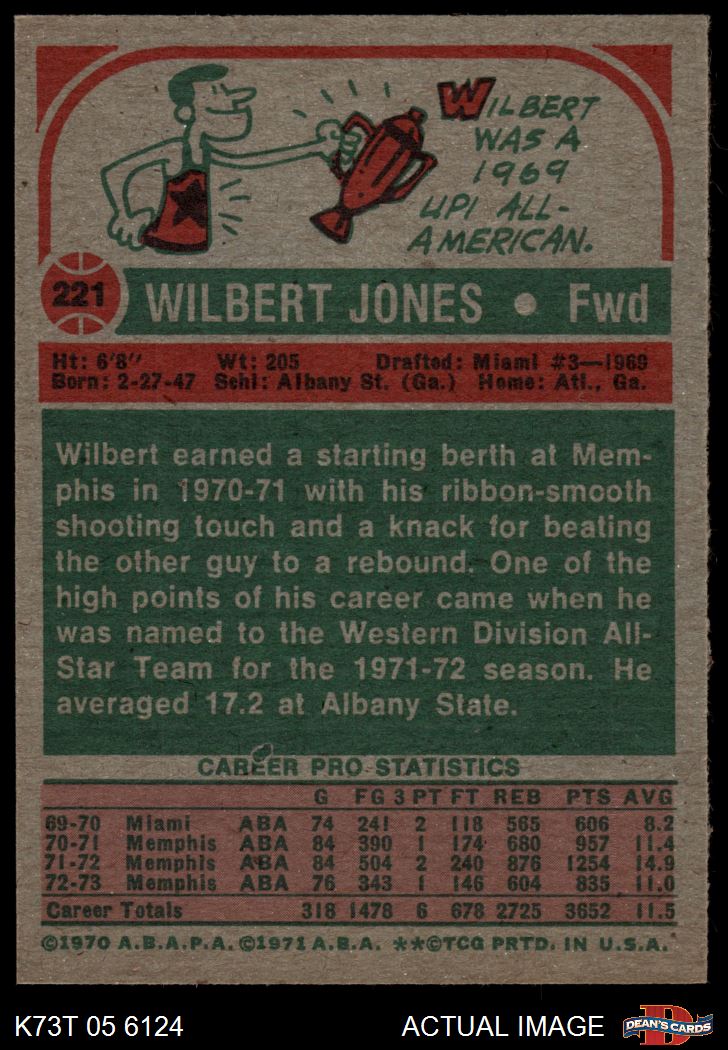 WILBERT
WAS A
1969
UPI ALL-
AMERICAN.
221
WILBERT JONES • Fwd
Ht: 6'8" Wt: 205 Drafted: Miami #3—1969
Born: 2-27-47 Schl: Albany St. (Ga.) Home: Atl., Ga.
Wilbert earned a starting berth at Mem-
phis in 1970-71 with his ribbon-smooth
shooting touch and a knack for beating
the other guy to a rebound. One of the
high points of his career came when he
was named to the Western Division All-
Star Team for the 1971-72 season. He
averaged 17.2 at Albany State.
CAREER PRO STATISTICS
G FG 3PT FT REB PTS AVG
69-70 Miami ABA 74 241 2 118 565 606 8.2
70-71 Memphis ABA 84 390 1 174 680 957 11.4
71-72 Memphis ABA 84 504 2 240 876 1254 14.9
72-73 Memphis ABA 76 343 1 146 604 835 11.0
Career Totals 318 1478 6 678 2725 3652 11.5
©1970 A.B.A.P.A. ©1971 A.B.A. **©TCG PRTD. IN U.S.A.
K73T 05 6124 ACTUAL IMAGE
D
DEAN'S CARDS